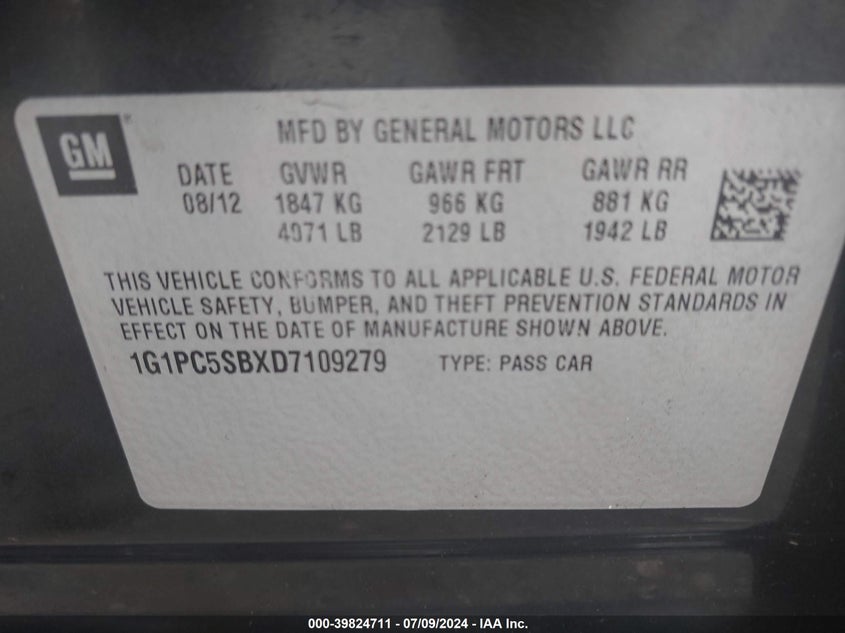 GM®
MFD BY GENERAL MOTORS LLC
DATE GVWR GAWR FRT GAWR RR
08/12 1847 KG 966 KG 881 KG
4071 LB 2129 LB 1942 LB
THIS VEHICLE CONFORMS TO ALL APPLICABLE U.S. FEDERAL MOTOR
VEHICLE SAFETY, BUMPER, AND THEFT PREVENTION STANDARDS IN
EFFECT ON THE DATE OF MANUFACTURE SHOWN ABOVE.
1G1PC5SBXD7109279 TYPE: PASS CAR
000-39824711 / 07/09/2024 - IAA Inc.